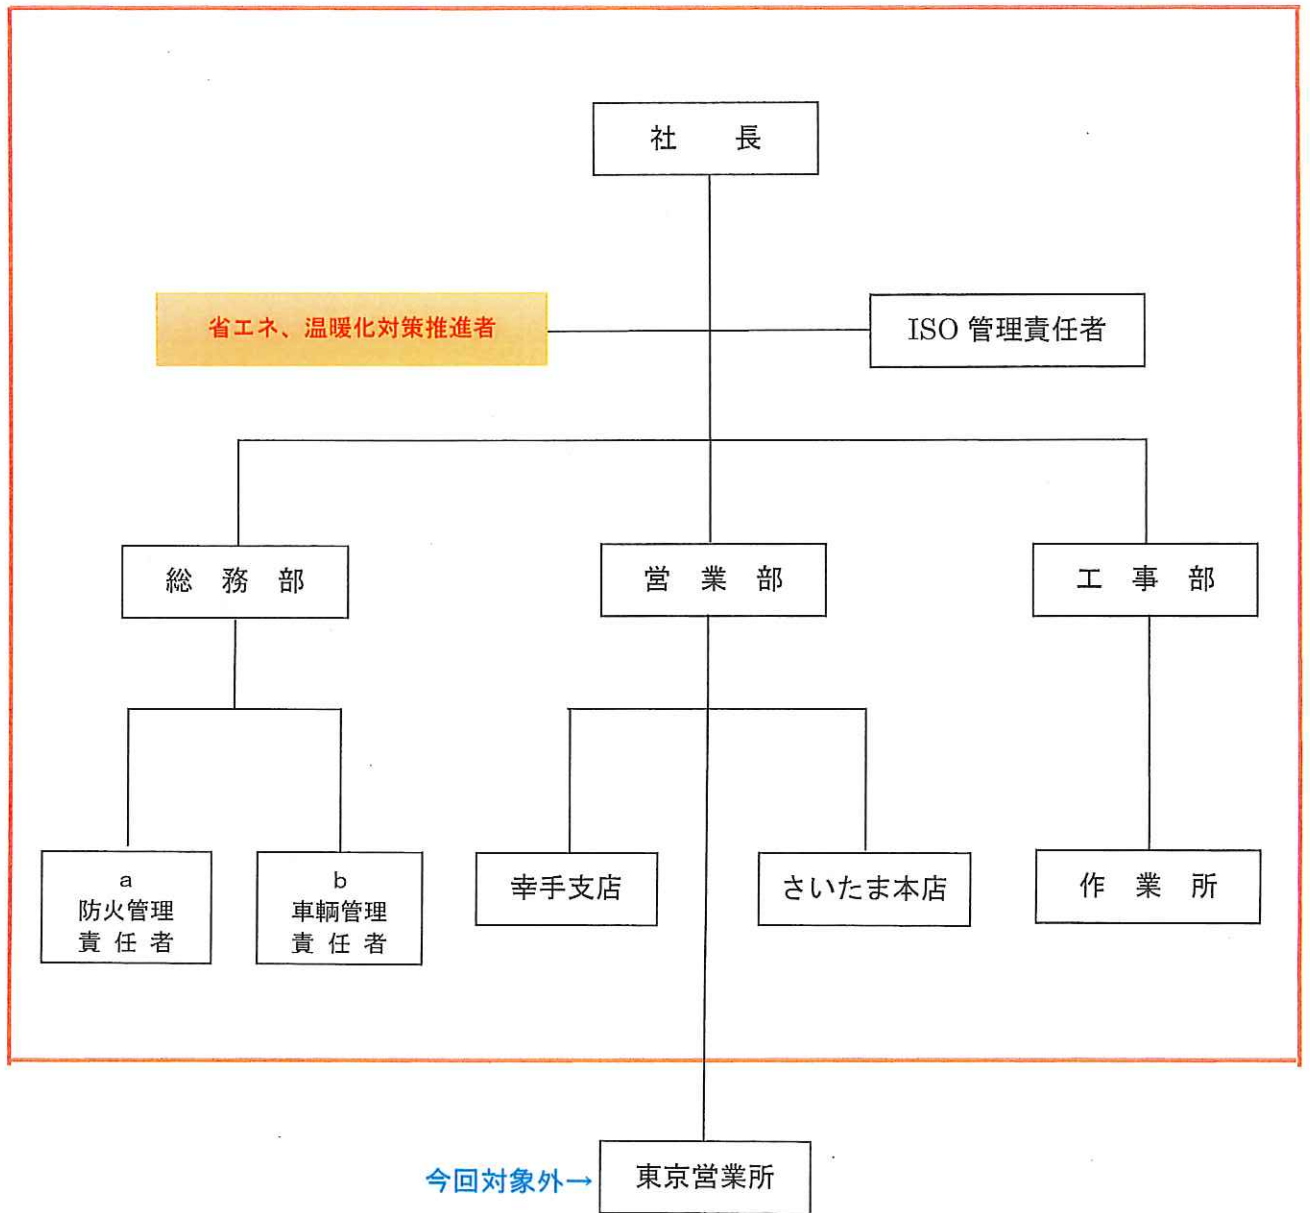 社　　長
省エネ、温暖化対策推進者
ISO 管理責任者
総　務　部
営　業　部
工　事　部
a
防火管理
責 任 者
b
車輌管理
責 任 者
幸手支店
さいたま本店
作　業　所
今回対象外→
東京営業所